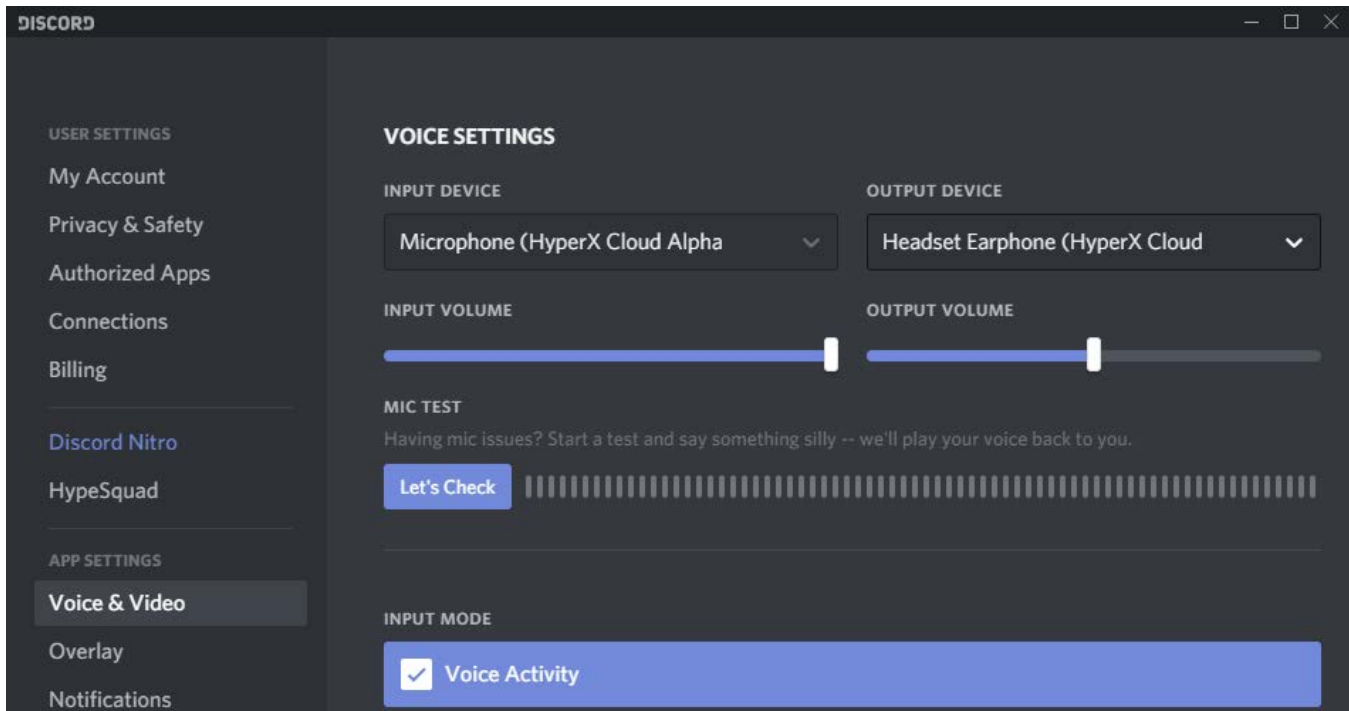 DISCORD
USER SETTINGS
My Account
Privacy & Safety
Authorized Apps
Connections
Billing
Discord Nitro
HypeSquad
APP SETTINGS
Voice & Video
Overlay
Notifications
VOICE SETTINGS
INPUT DEVICE
Microphone (HyperX Cloud Alpha
OUTPUT DEVICE
Headset Earphone (HyperX Cloud
INPUT VOLUME
OUTPUT VOLUME
MIC TEST
Having mic issues? Start a test and say something silly -- we'll play your voice back to you.
Let's Check
INPUT MODE
Voice Activity